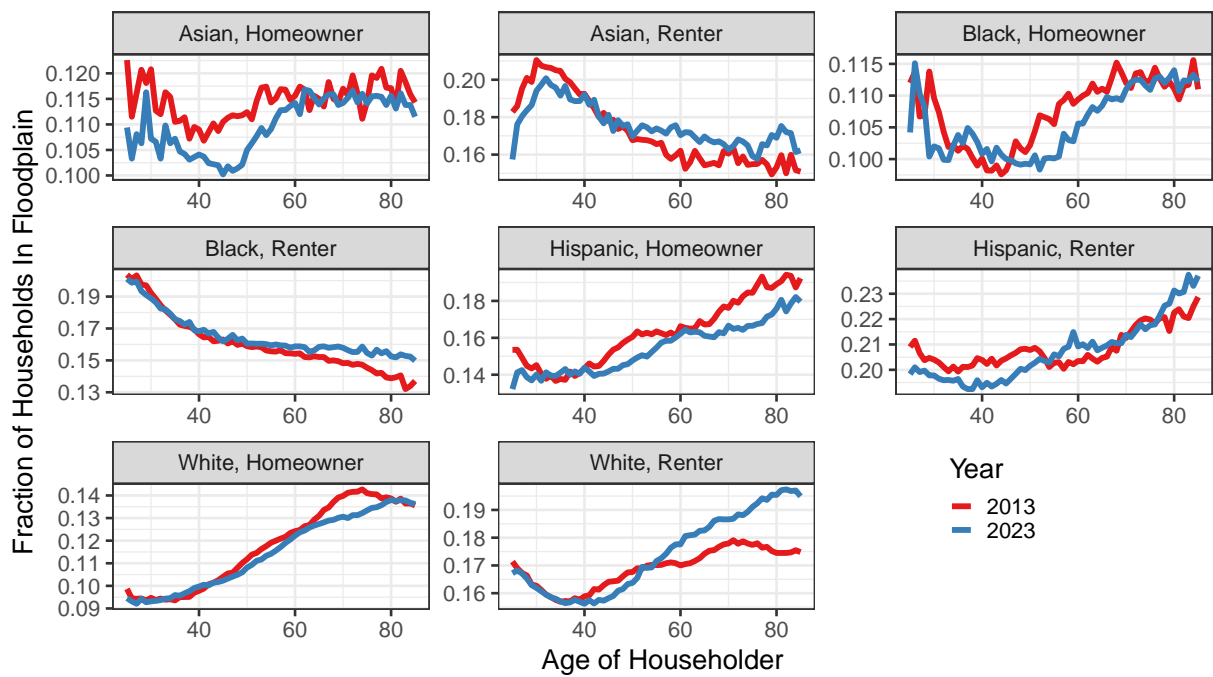 Fraction of Households In Floodplain
Asian, Homeowner
0.120
0.115
0.110
0.105
0.100
40 60 80
Asian, Renter
0.20
0.18
0.16
40 60 80
Black, Homeowner
0.115
0.110
0.105
0.100
40 60 80
Black, Renter
0.19
0.17
0.15
0.13
40 60 80
Hispanic, Homeowner
0.18
0.16
0.14
40 60 80
Hispanic, Renter
0.23
0.22
0.21
0.20
40 60 80
White, Homeowner
0.14
0.13
0.12
0.11
0.10
0.09
40 60 80
White, Renter
0.19
0.18
0.17
0.16
40 60 80
Year
2013
2023
Age of Householder